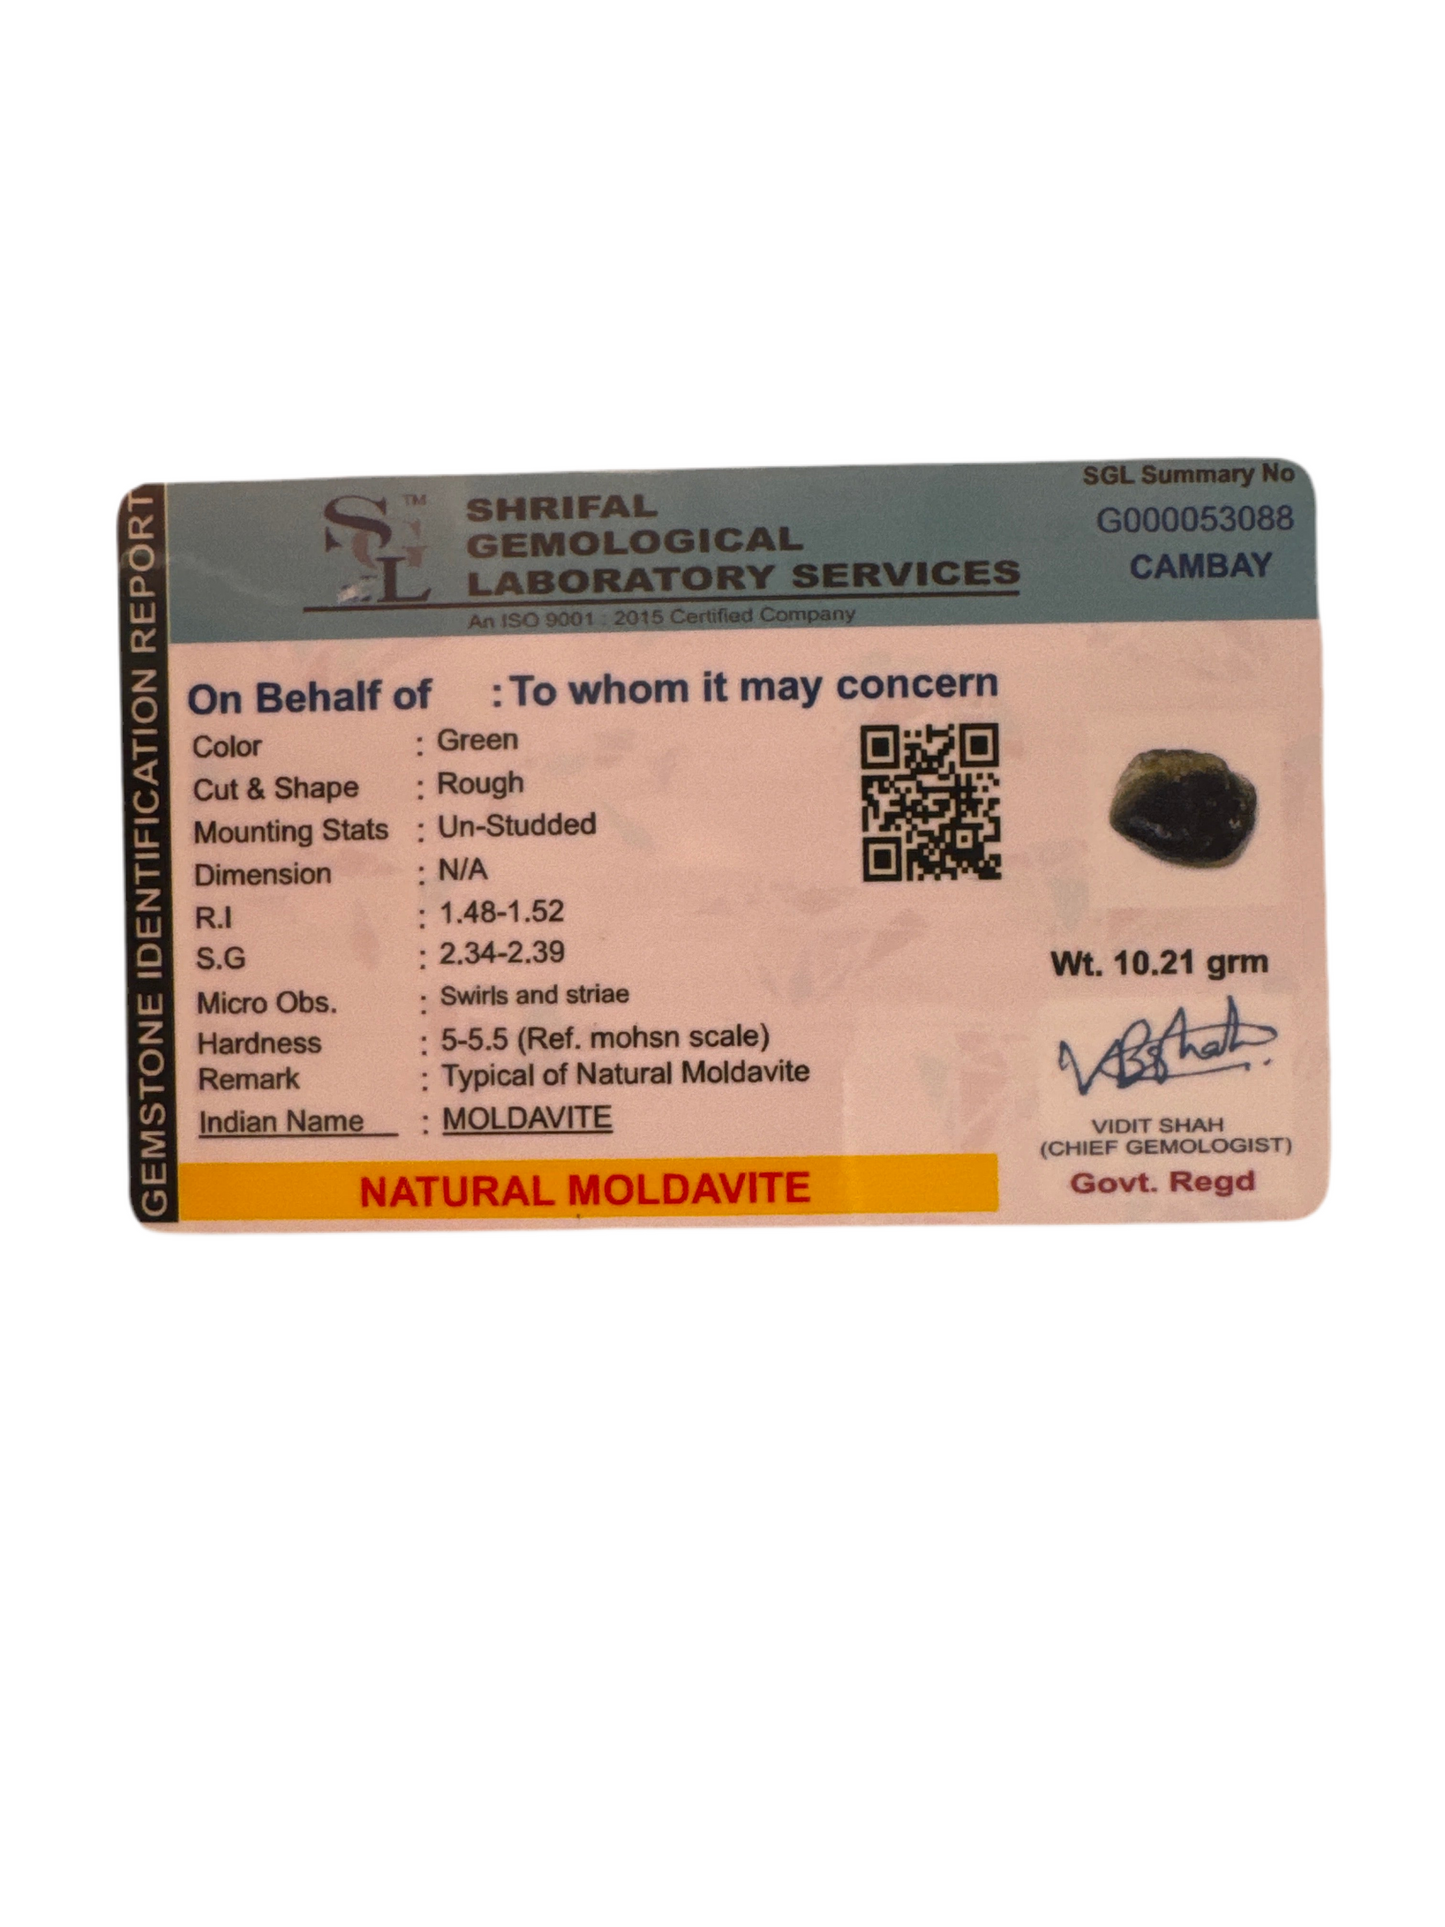 GEMSTONE IDENTIFICATION REPORT
SGL™
SHRIFAL
GEMOLOGICAL
LABORATORY SERVICES
An ISO 9001 : 2015 Certified Company
SGL Summary No
G000053088
CAMBAY
On Behalf of : To whom it may concern
Color : Green
Cut & Shape : Rough
Mounting Stats : Un-Studded
Dimension : N/A
R.I : 1.48-1.52
S.G : 2.34-2.39
Micro Obs. : Swirls and striae
Hardness : 5-5.5 (Ref. mohsn scale)
Remark : Typical of Natural Moldavite
Indian Name : MOLDAVITE
NATURAL MOLDAVITE
Wt. 10.21 grm
VIDIT SHAH
(CHIEF GEMOLOGIST)
Govt. Regd